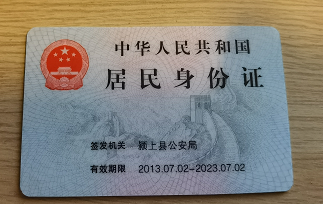 中华人民共和国
居民身份证
签发机关 颍上县公安局
有效期限 2013.07.02-2023.07.02